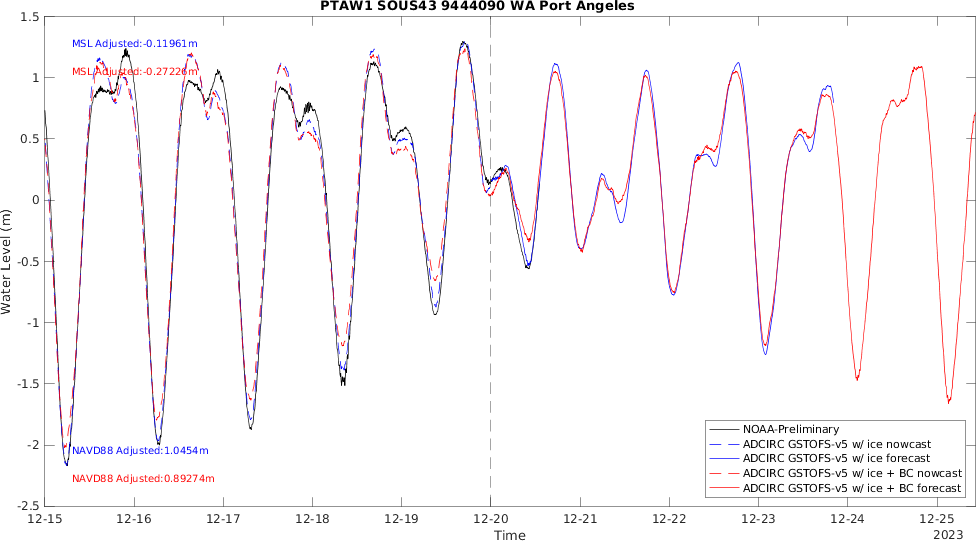 PTAW1 SOUS43 9444090 WA Port Angeles
1.5
1
0.5
0
-0.5
-1
-1.5
-2
-2.5
Water Level (m)
MSL Adjusted:-0.11961m
MSL Adjusted:-0.27226m
NAVD88 Adjusted:1.0454m
NAVD88 Adjusted:0.89274m
NOAA-Preliminary
ADCIRC GSTOFS-v5 w/ ice nowcast
ADCIRC GSTOFS-v5 w/ ice forecast
ADCIRC GSTOFS-v5 w/ ice + BC nowcast
ADCIRC GSTOFS-v5 w/ ice + BC forecast
12-15 12-16 12-17 12-18 12-19 12-20 12-21 12-22 12-23 12-24 12-25
Time
2023